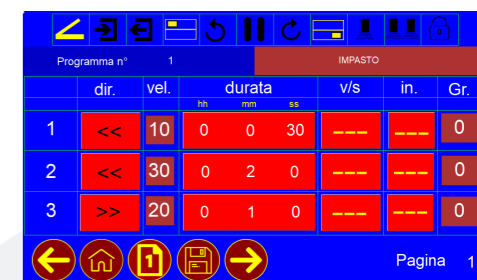 Programma n° 1 IMPASTO
dir. vel. durata v/s in. Gr.
hh mm ss
1 << 10 0 0 30 --- --- 0
2 << 30 0 2 0 --- --- 0
3 >> 20 0 1 0 --- --- 0
1 Pagina 1